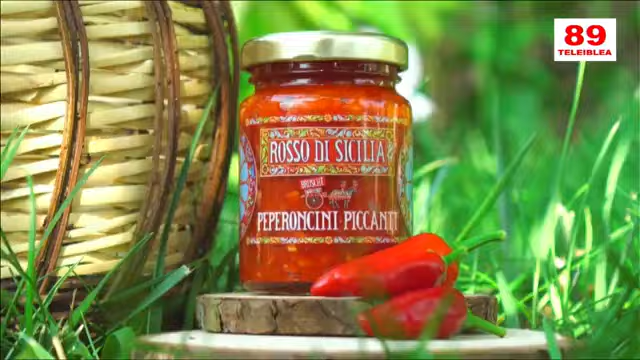 89
TELEIBLEA
ROSSO DI SICILIA
PEPERONCINI PICCANTI